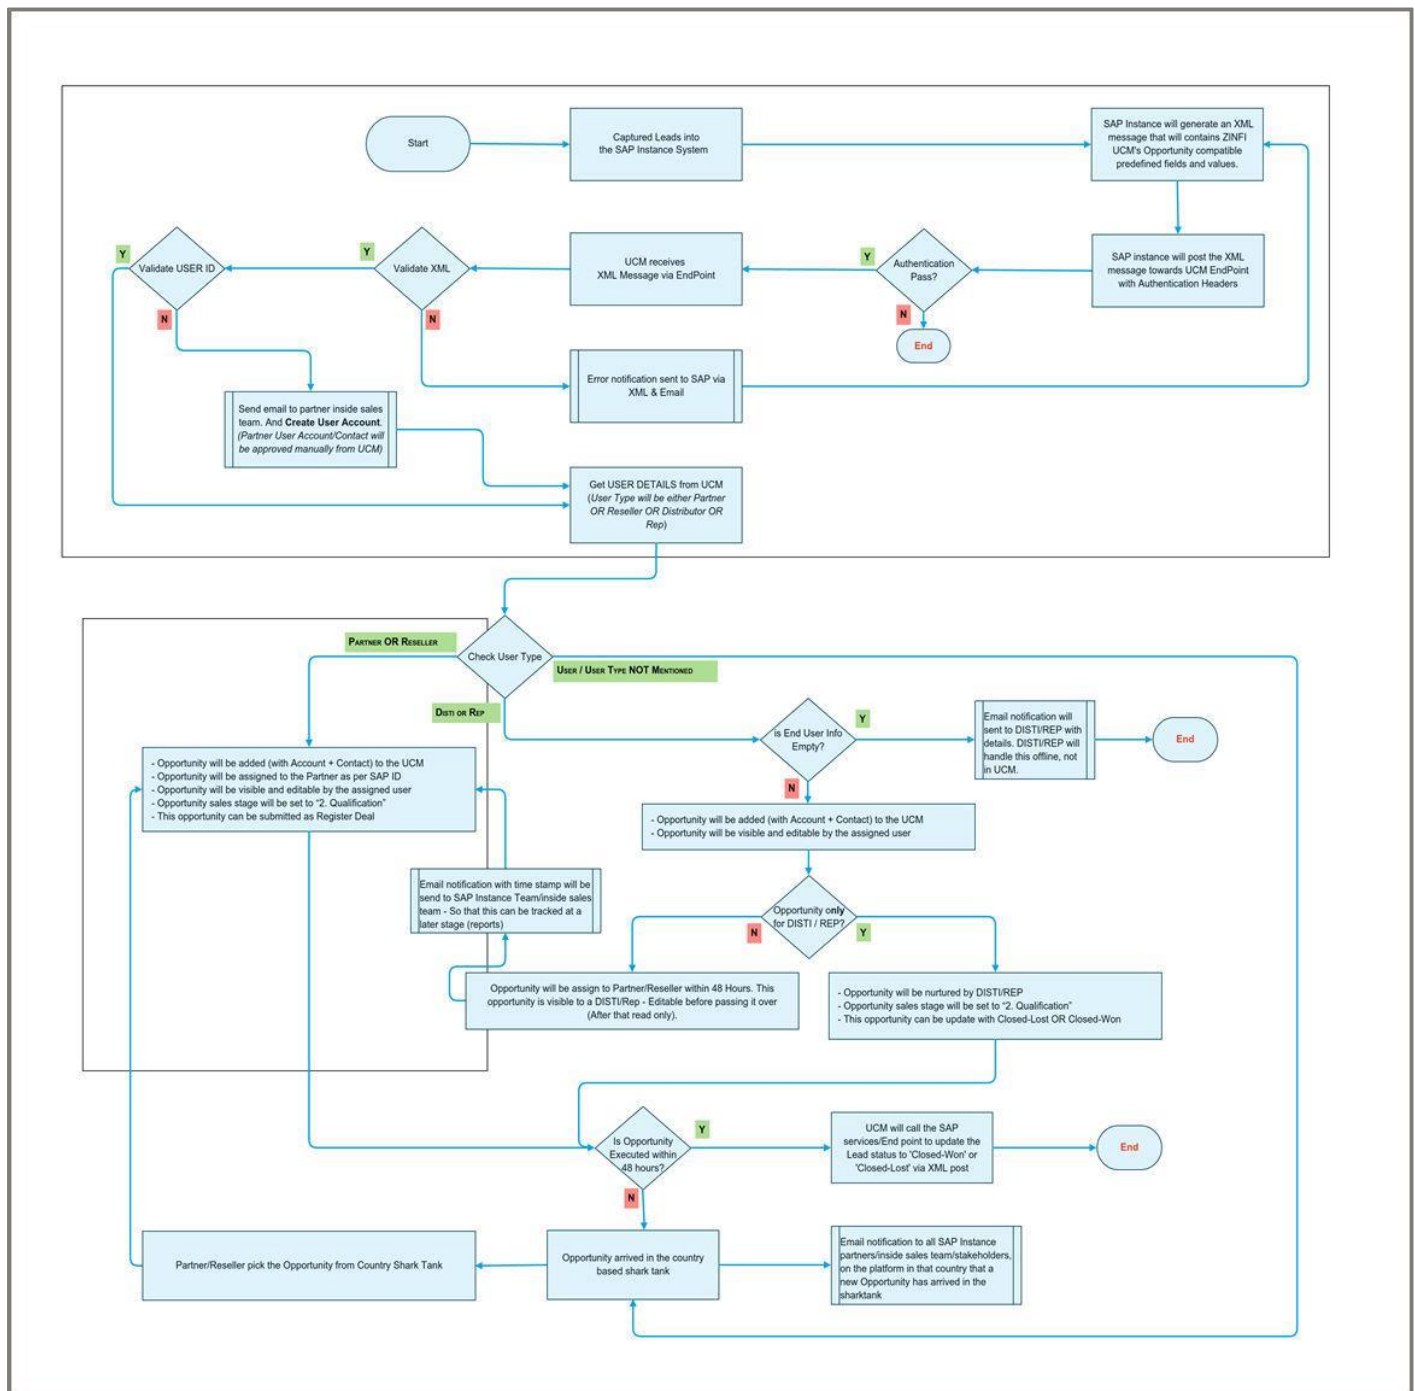 Start
Captured Leads into
the SAP Instance System
SAP Instance will generate an XML
message that will contains ZINFI
UCM's Opportunity compatible
predefined fields and values.
Y
Validate USER ID
N
Y
Validate XML
N
UCM receives
XML Message via EndPoint
Y
Authentication
Pass?
N
End
SAP instance will post the XML
message towards UCM EndPoint
with Authentication Headers
Error notification sent to SAP via
XML & Email
Send email to partner inside sales
team. And Create User Account.
(Partner User Account/Contact will
be approved manually from UCM)
Get USER DETAILS from UCM
(User Type will be either Partner
OR Reseller OR Distributor OR
Rep)
PARTNER OR RESELLER
Check User Type
USER / USER TYPE NOT MENTIONED
DISTI OR REP
is End User Info
Empty?
Y
N
Email notification will
sent to DISTI/REP with
details. DISTI/REP will
handle this offline, not
in UCM.
End
- Opportunity will be added (with Account + Contact) to the UCM
- Opportunity will be assigned to the Partner as per SAP ID
- Opportunity will be visible and editable by the assigned user
- Opportunity sales stage will be set to “2. Qualification”
- This opportunity can be submitted as Register Deal
- Opportunity will be added (with Account + Contact) to the UCM
- Opportunity will be visible and editable by the assigned user
Email notification with time stamp will be
send to SAP Instance Team/inside sales
team - So that this can be tracked at a
later stage (reports)
Opportunity only
for DISTI / REP?
N
Y
Opportunity will be assign to Partner/Reseller within 48 Hours. This
opportunity is visible to a DISTI/Rep - Editable before passing it over
(After that read only).
- Opportunity will be nurtured by DISTI/REP
- Opportunity sales stage will be set to “2. Qualification”
- This opportunity can be update with Closed-Lost OR Closed-Won
Is Opportunity
Executed within
48 hours?
Y
N
UCM will call the SAP
services/End point to update the
Lead status to 'Closed-Won' or
'Closed-Lost' via XML post
End
Partner/Reseller pick the Opportunity from Country Shark Tank
Opportunity arrived in the country
based shark tank
Email notification to all SAP Instance
partners/inside sales team/stakeholders,
on the platform in that country that a
new Opportunity has arrived in the
sharktank